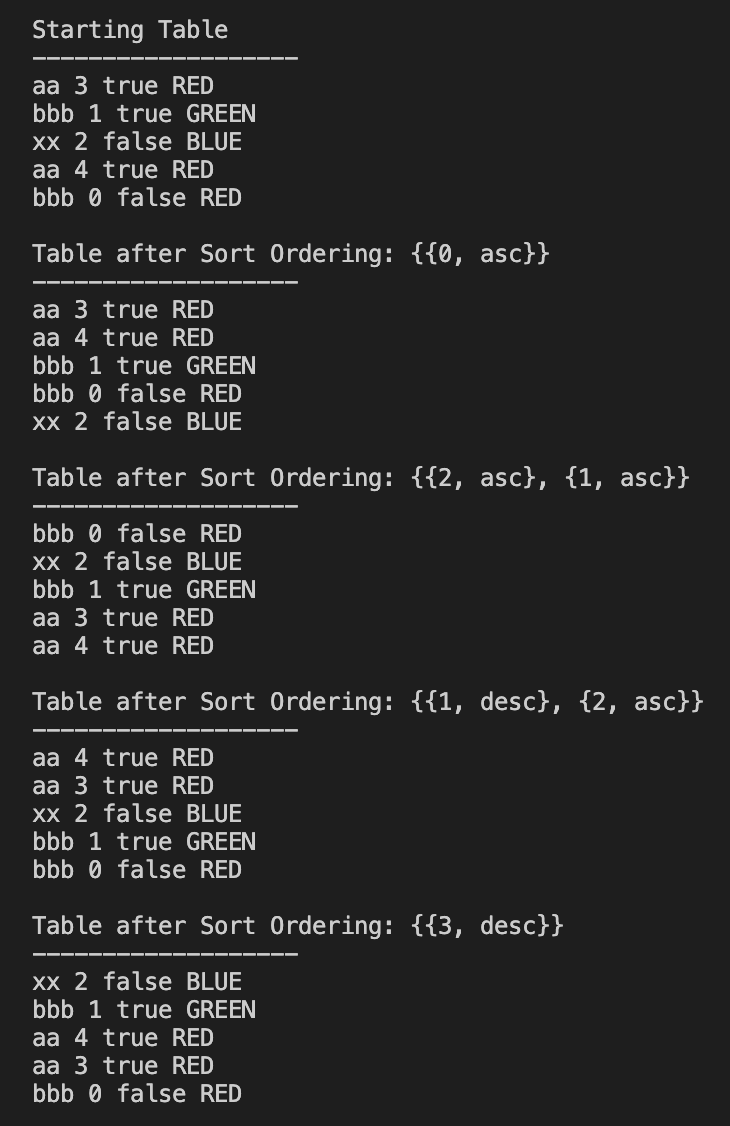 Starting Table
-------------------
aa 3 true RED
bbb 1 true GREEN
xx 2 false BLUE
aa 4 true RED
bbb 0 false RED

Table after Sort Ordering: {{0, asc}}
-------------------
aa 3 true RED
aa 4 true RED
bbb 1 true GREEN
bbb 0 false RED
xx 2 false BLUE

Table after Sort Ordering: {{2, asc}, {1, asc}}
-------------------
bbb 0 false RED
xx 2 false BLUE
bbb 1 true GREEN
aa 3 true RED
aa 4 true RED

Table after Sort Ordering: {{1, desc}, {2, asc}}
-------------------
aa 4 true RED
aa 3 true RED
xx 2 false BLUE
bbb 1 true GREEN
bbb 0 false RED

Table after Sort Ordering: {{3, desc}}
-------------------
xx 2 false BLUE
bbb 1 true GREEN
aa 4 true RED
aa 3 true RED
bbb 0 false RED